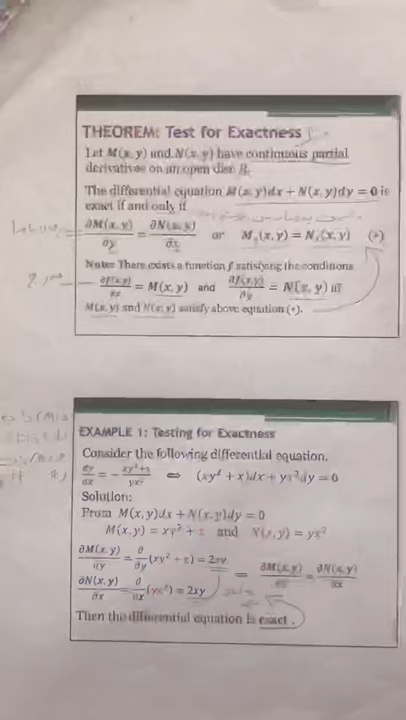 THEOREM: Test for Exactness
Let M(x, y) and N(x, y) have continuous partial
derivatives on an open disc R.
The differential equation M(x, y)dx + N(x, y)dy = 0 is
exact if and only if
∂M(x, y)/∂y = ∂N(x, y)/∂x or M_y(x, y) = N_x(x, y) (*)
Note: There exists a function f satisfying the conditions
∂f(x,y)/∂x = M(x, y) and ∂f(x,y)/∂y = N(x, y) iff
M(x, y) and N(x, y) satisfy above equation (*).
EXAMPLE 1: Testing for Exactness
Consider the following differential equation.
dy/dx = − xy²+x/yx² ⇔ (xy² + x)dx + yx²dy = 0
Solution:
From M(x, y)dx + N(x, y)dy = 0
M(x, y) = xy² + x and N(x, y) = yx²
∂M(x, y)/∂y = ∂/∂y (xy² + x) = 2xy
∂N(x, y)/∂x = ∂/∂x (yx²) = 2xy
= ∂M(x,y)/∂y = ∂N(x,y)/∂x
Then the differential equation is exact.